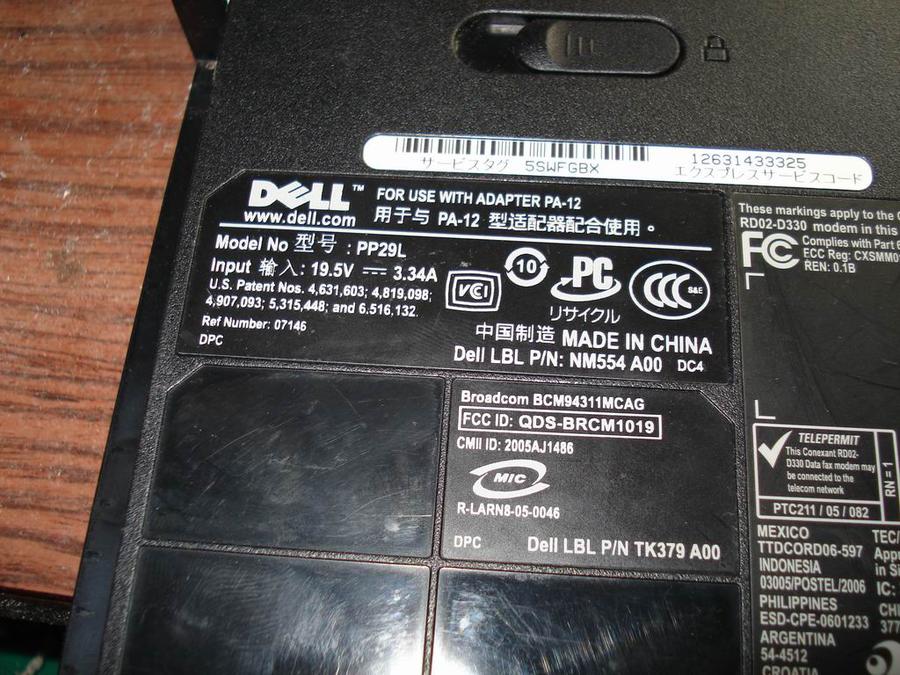 サービスタグ 5SWFGBX
12631433325
エクスプレスサービスコード
DELL™ FOR USE WITH ADAPTER PA-12
www.dell.com 用于与 PA-12 型适配器配合使用。
Model No 型号: PP29L
Input 输入: 19.5V ⎓ 3.34A
U.S. Patent Nos. 4,631,603; 4,819,098;
4,907,093; 5,315,448; and 6.516,132.
Ref Number: 07146
DPC
VCI
10
PC
リサイクル
CCC S&E
中国制造 MADE IN CHINA
Dell LBL P/N: NM554 A00 DC4
Broadcom BCM94311MCAG
FCC ID: QDS-BRCM1019
CMII ID: 2005AJ1486
MIC
R-LARN8-05-0046
DPC Dell LBL P/N TK379 A00
These markings apply to the
RD02-D330 modem in this
FC Complies with Part 6
ECC Reg: CXSMM0
REN: 0.1B
TELEPERMIT
This Conexant RD02-
D330 Data fax modem may
be connected to the
telecom network
RN = 1
PTC211 / 05 / 082
MEXICO
TTDCORD06-597
INDONESIA
03005/POSTEL/2006
PHILIPPINES
ESD-CPE-0601233
ARGENTINA
54-4512
CROATIA
TEC/
in Si
IC:
377